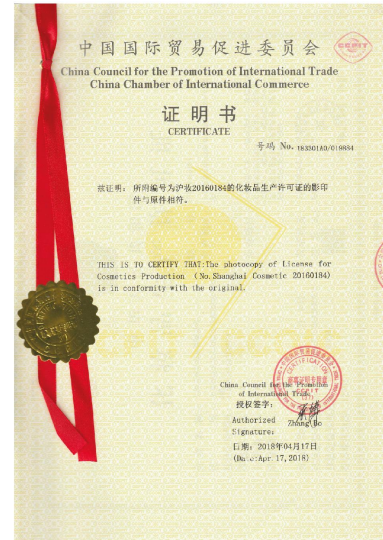 中国国际贸易促进委员会
CCPIT
China Council for the Promotion of International Trade
China Chamber of International Commerce
证明书
CERTIFICATE
号码 No. 183301A0/019884
兹证明：所附编号为沪妆20160184的化妆品生产许可证的影印
件与原件相符。
THIS IS TO CERTIFY THAT:The photocopy of License for
Cosmetics Production (No.Shanghai Cosmetic 20160184)
is in conformity with the original.
CCPIT
CCOIC
China Council for the Promotion
of International Trade
CERTIFICATION
CCPIT
授权签字：
Authorized
Signature:
日期：2018年04月17日
(Date:Apr.17,2018)